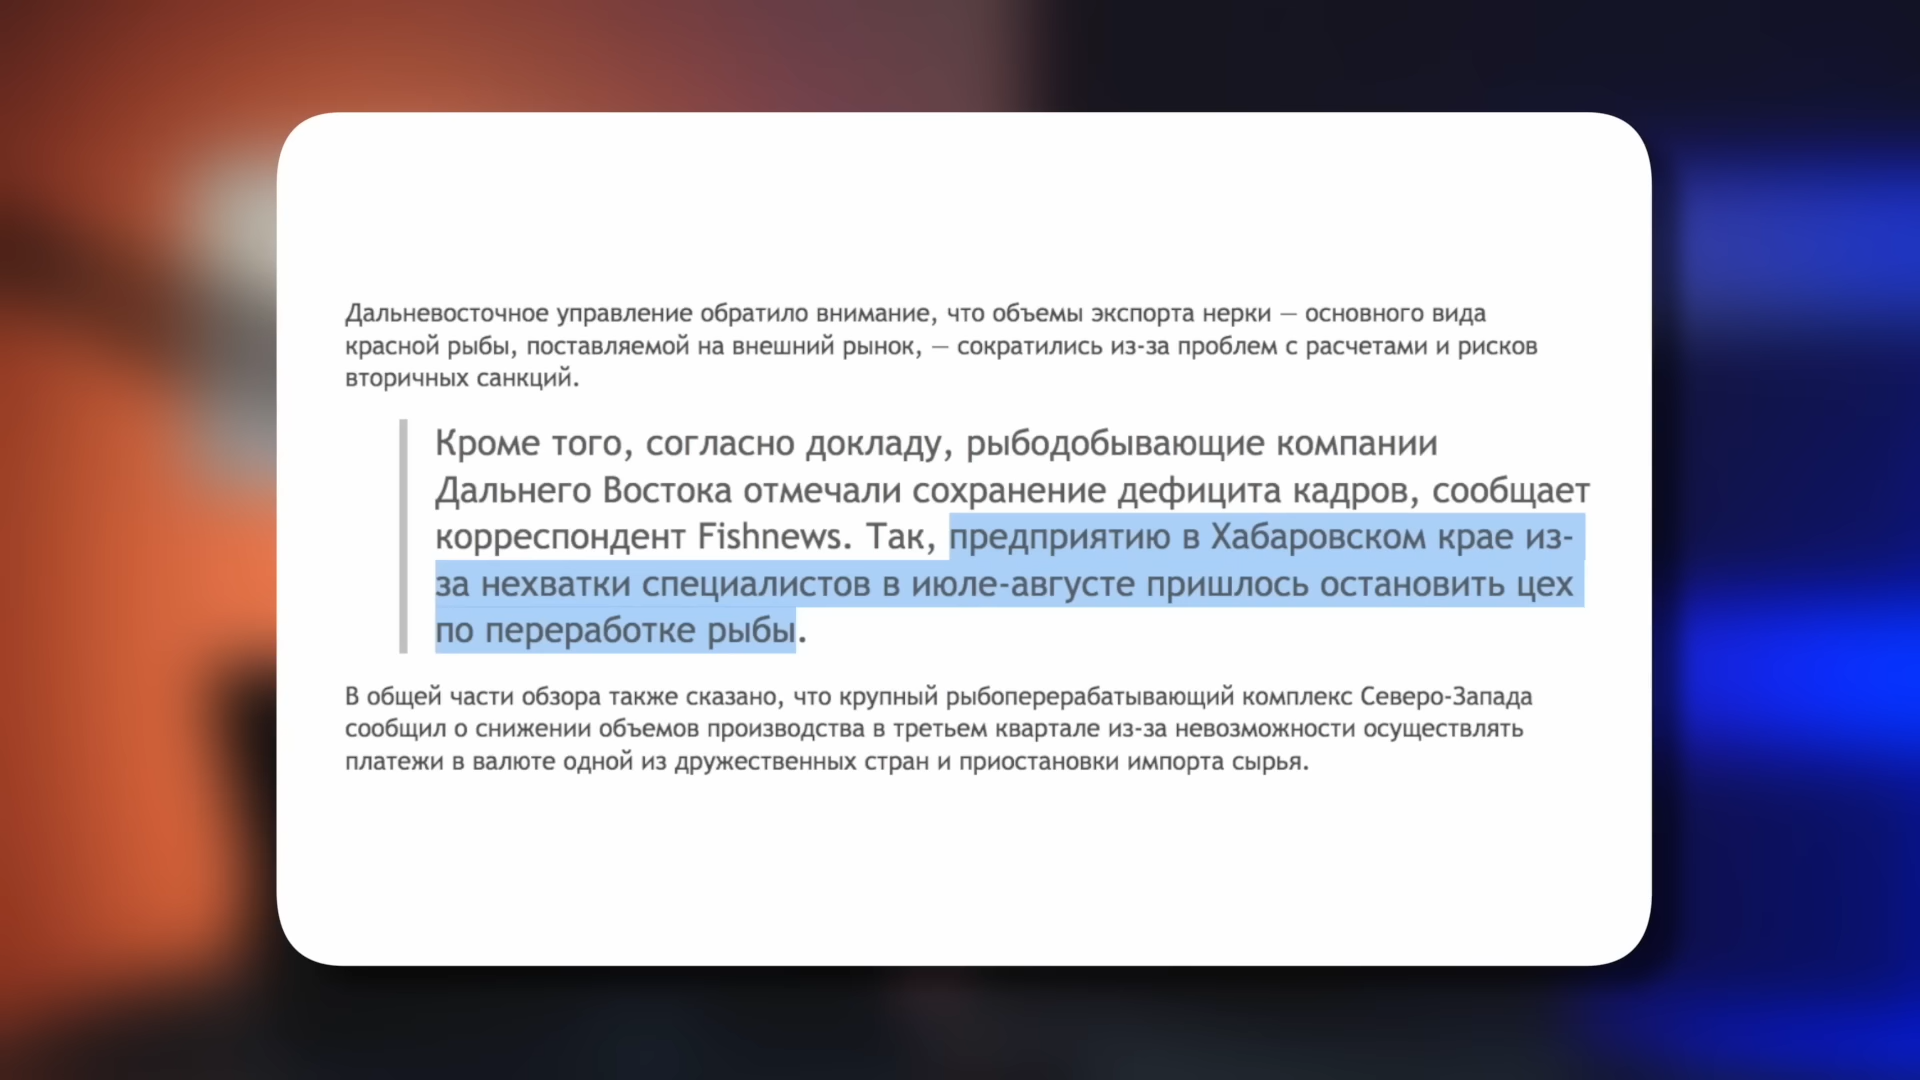 Дальневосточное управление обратило внимание, что объемы экспорта нерки — основного вида
красной рыбы, поставляемой на внешний рынок, — сократились из-за проблем с расчетами и рисков
вторичных санкций.
Кроме того, согласно докладу, рыбодобывающие компании
Дальнего Востока отмечали сохранение дефицита кадров, сообщает
корреспондент Fishnews. Так, предприятию в Хабаровском крае из-
за нехватки специалистов в июле-августе пришлось остановить цех
по переработке рыбы.
В общей части обзора также сказано, что крупный рыбоперерабатывающий комплекс Северо-Запада
сообщил о снижении объемов производства в третьем квартале из-за невозможности осуществлять
платежи в валюте одной из дружественных стран и приостановки импорта сырья.